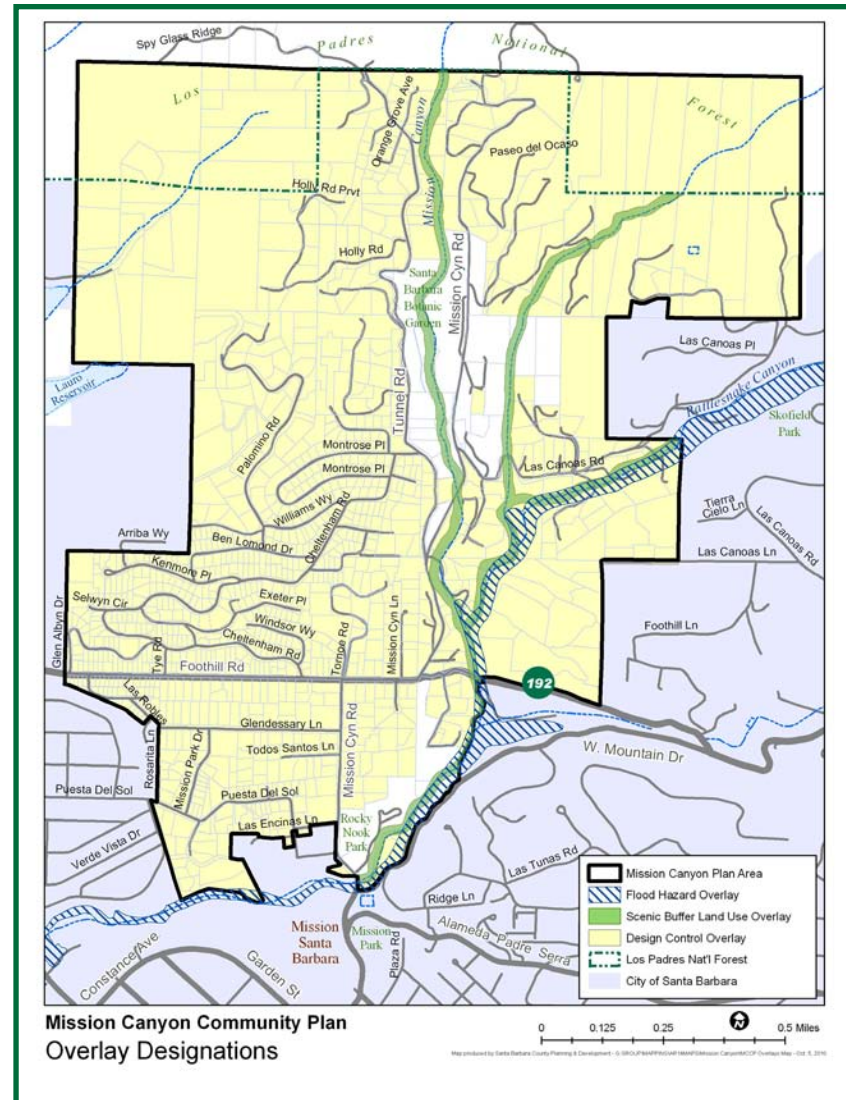 Spy Glass Ridge
Padres
National
Los
Canyon
Forest
Orange Grove Ave
Paseo del Ocaso
Holly Rd Prvt
Mission
Holly Rd
Santa
Barbara
Botanic
Garden
Mission Cyn Rd
Las Canoas Pl
Lauro
Reservoir
Tunnel Rd
Rattlesnake Canyon
Skofield
Park
Palomino Rd
Montrose Pl
Montrose Pl
Las Canoas Rd
Williams Wy
Cheltenham Rd
Tierra
Cielo Ln
Las Canoas Rd
Arriba Wy
Ben Lomond Dr
Las Canoas Ln
Kenmore Pl
Selwyn Cir
Exeter Pl
Windsor Wy
Cheltenham Rd
Tornoe Rd
Mission Cyn Ln
Foothill Ln
Glen Albyn Dr
Tye Rd
Foothill Rd
192
Las Robles
Rosarita Ln
Glendessary Ln
Mission Cyn Rd
W. Mountain Dr
Todos Santos Ln
Mission Park Dr
Puesta Del Sol
Puesta Del Sol
Las Encinas Ln
Rocky
Nook
Park
Verde Vista Dr
Las Tunas Rd
Ridge Ln
Mission
Santa
Barbara
Mission
Park
Plaza Rd
Alameda Padre Serra
Constance Ave
Garden St
Mission Canyon Plan Area
Flood Hazard Overlay
Scenic Buffer Land Use Overlay
Design Control Overlay
Los Padres Nat'l Forest
City of Santa Barbara
Mission Canyon Community Plan
Overlay Designations
N
0 0.125 0.25 0.5 Miles